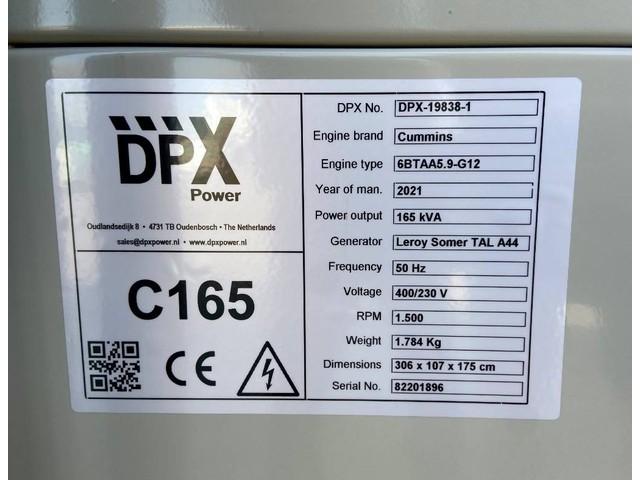 DPX
Power
Oudlandsedijk 8 • 4731 TB Oudenbosch • The Netherlands
sales@dpxpower.nl • www.dpxpower.nl
C165
CE
DPX No. DPX-19838-1
Engine brand Cummins
Engine type 6BTAA5.9-G12
Year of man. 2021
Power output 165 kVA
Generator Leroy Somer TAL A44
Frequency 50 Hz
Voltage 400/230 V
RPM 1.500
Weight 1.784 Kg
Dimensions 306 x 107 x 175 cm
Serial No. 82201896